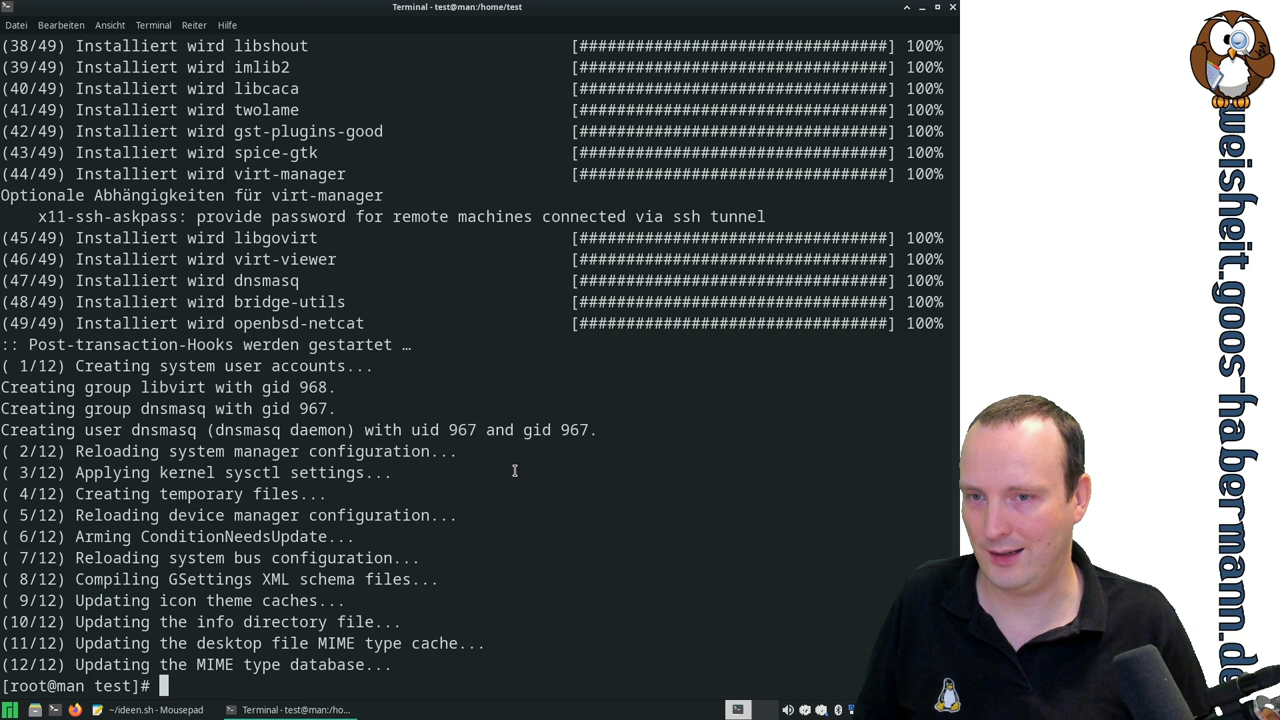 Terminal - test@man:/home/test
Datei Bearbeiten Ansicht Terminal Reiter Hilfe
(38/49) Installiert wird libshout [##############################] 100%
(39/49) Installiert wird imlib2 [##############################] 100%
(40/49) Installiert wird libcaca [##############################] 100%
(41/49) Installiert wird twolame [##############################] 100%
(42/49) Installiert wird gst-plugins-good [##############################] 100%
(43/49) Installiert wird spice-gtk [##############################] 100%
(44/49) Installiert wird virt-manager [##############################] 100%
Optionale Abhängigkeiten für virt-manager
x11-ssh-askpass: provide password for remote machines connected via ssh tunnel
(45/49) Installiert wird libgovirt [##############################] 100%
(46/49) Installiert wird virt-viewer [##############################] 100%
(47/49) Installiert wird dnsmasq [##############################] 100%
(48/49) Installiert wird bridge-utils [##############################] 100%
(49/49) Installiert wird openbsd-netcat [##############################] 100%
:: Post-transaction-Hooks werden gestartet …
( 1/12) Creating system user accounts...
Creating group libvirt with gid 968.
Creating group dnsmasq with gid 967.
Creating user dnsmasq (dnsmasq daemon) with uid 967 and gid 967.
( 2/12) Reloading system manager configuration...
( 3/12) Applying kernel sysctl settings...
( 4/12) Creating temporary files...
( 5/12) Reloading device manager configuration...
( 6/12) Arming ConditionNeedsUpdate...
( 7/12) Reloading system bus configuration...
( 8/12) Compiling GSettings XML schema files...
( 9/12) Updating icon theme caches...
(10/12) Updating the info directory file...
(11/12) Updating the desktop file MIME type cache...
(12/12) Updating the MIME type database...
[root@man test]#
~/ideen.sh - Mousepad
Terminal - test@man:/ho...
weisheit.goos-habermann.de